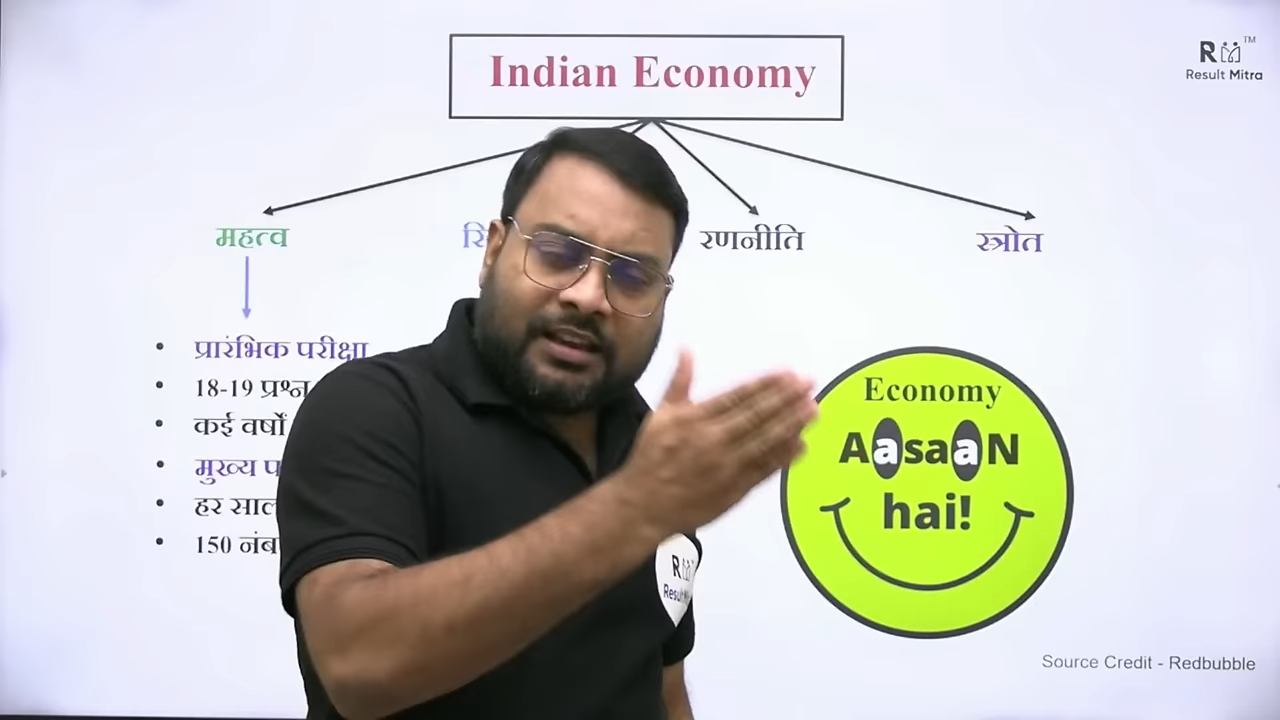 Indian Economy
R TM
Result Mitra
महत्व
रणनीति
स्त्रोत
प्रारंभिक परीक्षा
18-19 प्रश्न
कई वर्षों
मुख्य
हर साल
150
Economy
AasaaN
hai!
R
Source Credit - Redbubble